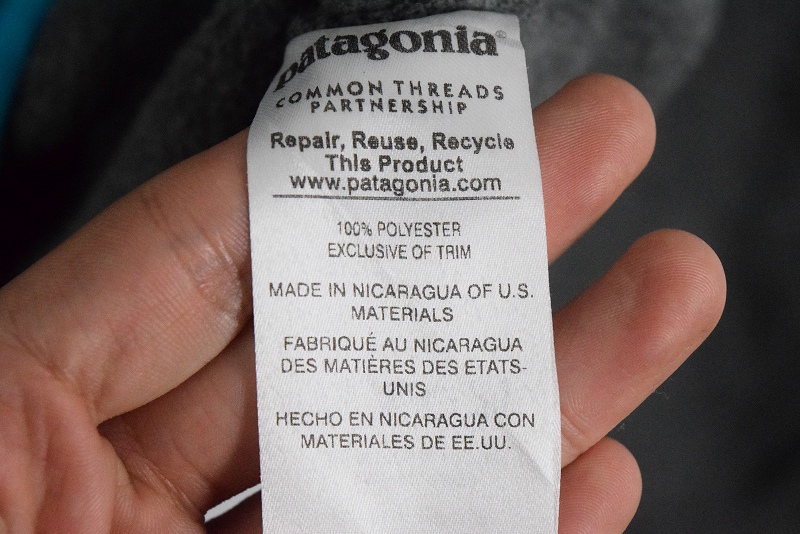 patagonia®
COMMON THREADS
PARTNERSHIP
Repair, Reuse, Recycle
This Product
www.patagonia.com
100% POLYESTER
EXCLUSIVE OF TRIM
MADE IN NICARAGUA OF U.S.
MATERIALS
FABRIQUÉ AU NICARAGUA
DES MATIÈRES DES ETATS-
UNIS
HECHO EN NICARAGUA CON
MATERIALES DE EE.UU.